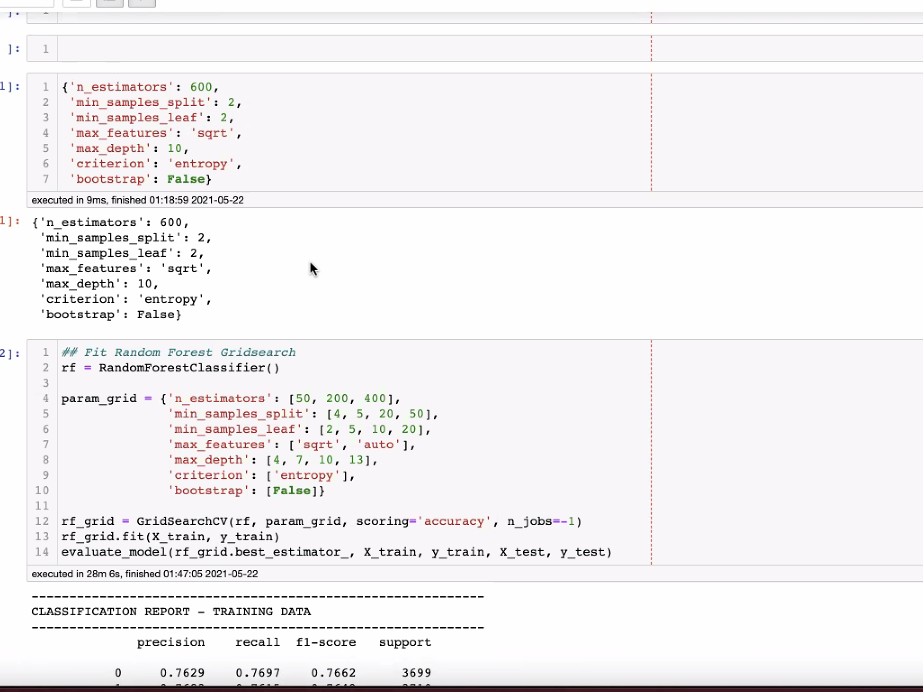 ]:
]: 1
1]: 1 {'n_estimators': 600,
2 'min_samples_split': 2,
3 'min_samples_leaf': 2,
4 'max_features': 'sqrt',
5 'max_depth': 10,
6 'criterion': 'entropy',
7 'bootstrap': False}
executed in 9ms, finished 01:18:59 2021-05-22
1]: {'n_estimators': 600,
'min_samples_split': 2,
'min_samples_leaf': 2,
'max_features': 'sqrt',
'max_depth': 10,
'criterion': 'entropy',
'bootstrap': False}
2]: 1 ## Fit Random Forest Gridsearch
2 rf = RandomForestClassifier()
3
4 param_grid = {'n_estimators': [50, 200, 400],
5 'min_samples_split': [4, 5, 20, 50],
6 'min_samples_leaf': [2, 5, 10, 20],
7 'max_features': ['sqrt', 'auto'],
8 'max_depth': [4, 7, 10, 13],
9 'criterion': ['entropy'],
10 'bootstrap': [False]}
11
12 rf_grid = GridSearchCV(rf, param_grid, scoring='accuracy', n_jobs=-1)
13 rf_grid.fit(X_train, y_train)
14 evaluate_model(rf_grid.best_estimator_, X_train, y_train, X_test, y_test)
executed in 28m 6s, finished 01:47:05 2021-05-22
---------------------------------------------------------
CLASSIFICATION REPORT - TRAINING DATA
---------------------------------------------------------
precision recall f1-score support
0 0.7629 0.7697 0.7662 3699